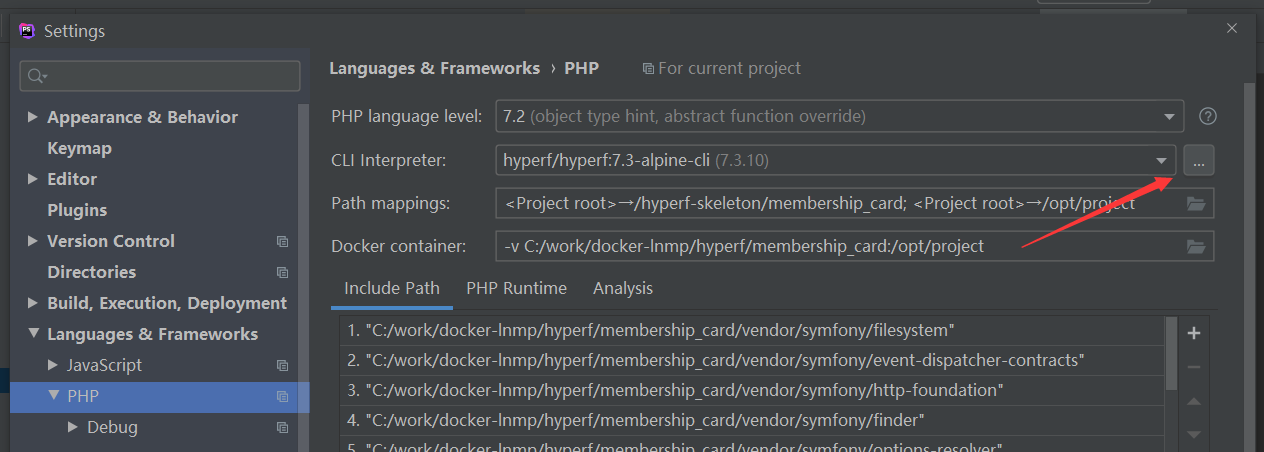 PS Settings
Languages & Frameworks › PHP For current project
Appearance & Behavior
Keymap
Editor
Plugins
Version Control
Directories
Build, Execution, Deployment
Languages & Frameworks
JavaScript
PHP
Debug
PHP language level: 7.2 (object type hint, abstract function override)
CLI Interpreter: hyperf/hyperf:7.3-alpine-cli (7.3.10) ...
Path mappings: <Project root>→/hyperf-skeleton/membership_card; <Project root>→/opt/project
Docker container: -v C:/work/docker-lnmp/hyperf/membership_card:/opt/project
Include Path PHP Runtime Analysis
1. "C:/work/docker-lnmp/hyperf/membership_card/vendor/symfony/filesystem"
2. "C:/work/docker-lnmp/hyperf/membership_card/vendor/symfony/event-dispatcher-contracts"
3. "C:/work/docker-lnmp/hyperf/membership_card/vendor/symfony/http-foundation"
4. "C:/work/docker-lnmp/hyperf/membership_card/vendor/symfony/finder"
5. "C:/work/docker-lnmp/hyperf/membership_card/vendor/symfony/options-resolver"